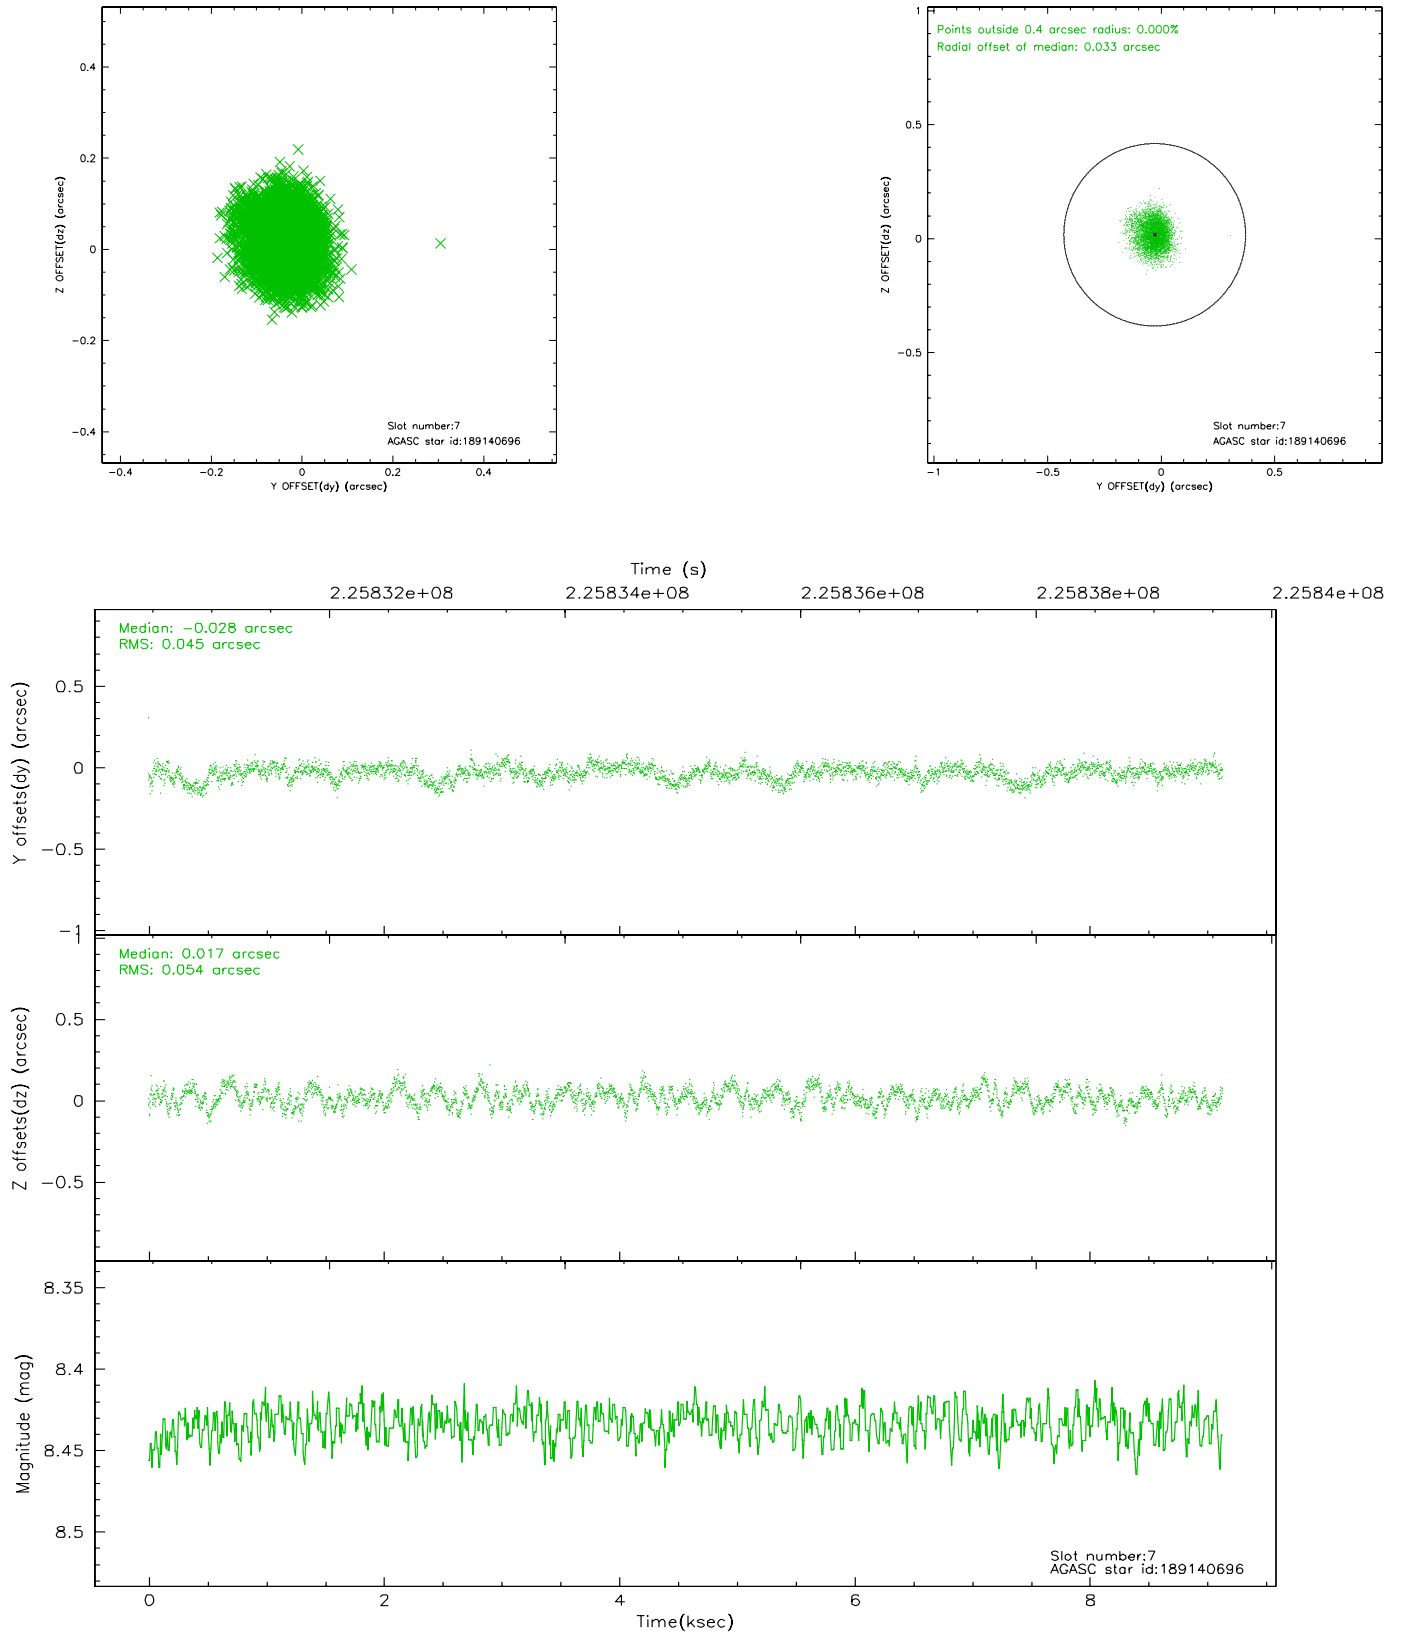 0.4
0.2
0
−0.2
−0.4
Z OFFSET(dz) (arcsec)
−0.4 −0.2 0 0.2 0.4
Y OFFSET(dy) (arcsec)
Slot number:7
AGASC star id:189140696
Points outside 0.4 arcsec radius: 0.000%
Radial offset of median: 0.033 arcsec
1
0.5
0
−0.5
Z OFFSET(dz) (arcsec)
−1 −0.5 0 0.5
Y OFFSET(dy) (arcsec)
Slot number:7
AGASC star id:189140696
Time (s)
2.25832e+08 2.25834e+08 2.25836e+08 2.25838e+08 2.2584e+08
Median: −0.028 arcsec
RMS: 0.045 arcsec
0.5
0
−0.5
−1
Y offsets(dy) (arcsec)
Median: 0.017 arcsec
RMS: 0.054 arcsec
1
0.5
0
−0.5
Z offsets(dz) (arcsec)
8.35
8.4
8.45
8.5
Magnitude (mag)
Slot number:7
AGASC star id:189140696
0 2 4 6 8
Time(ksec)